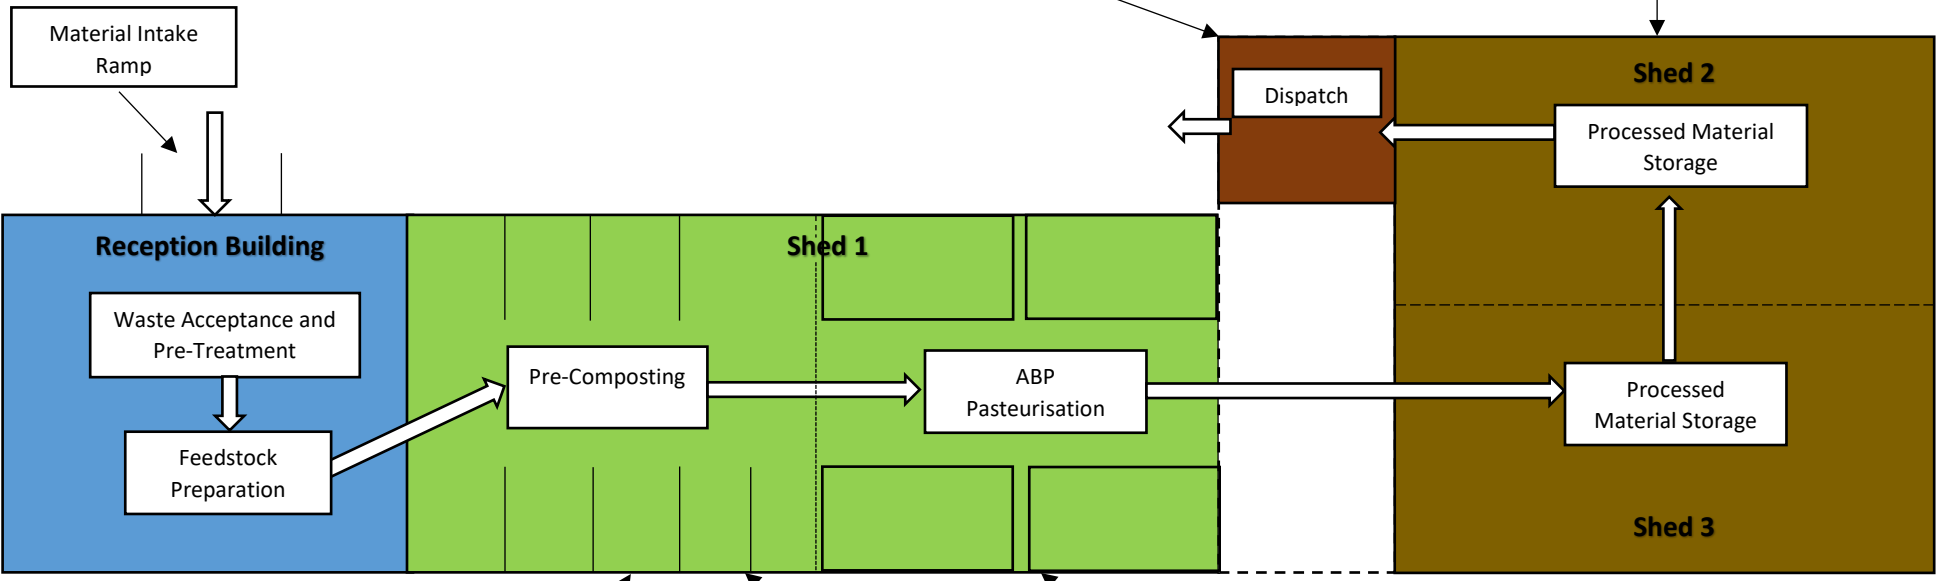 Material Intake
Ramp
Reception Building
Waste Acceptance and
Pre-Treatment
Feedstock
Preparation
Shed 1
Pre-Composting
ABP
Pasteurisation
Dispatch
Shed 2
Processed Material
Storage
Processed
Material Storage
Shed 3